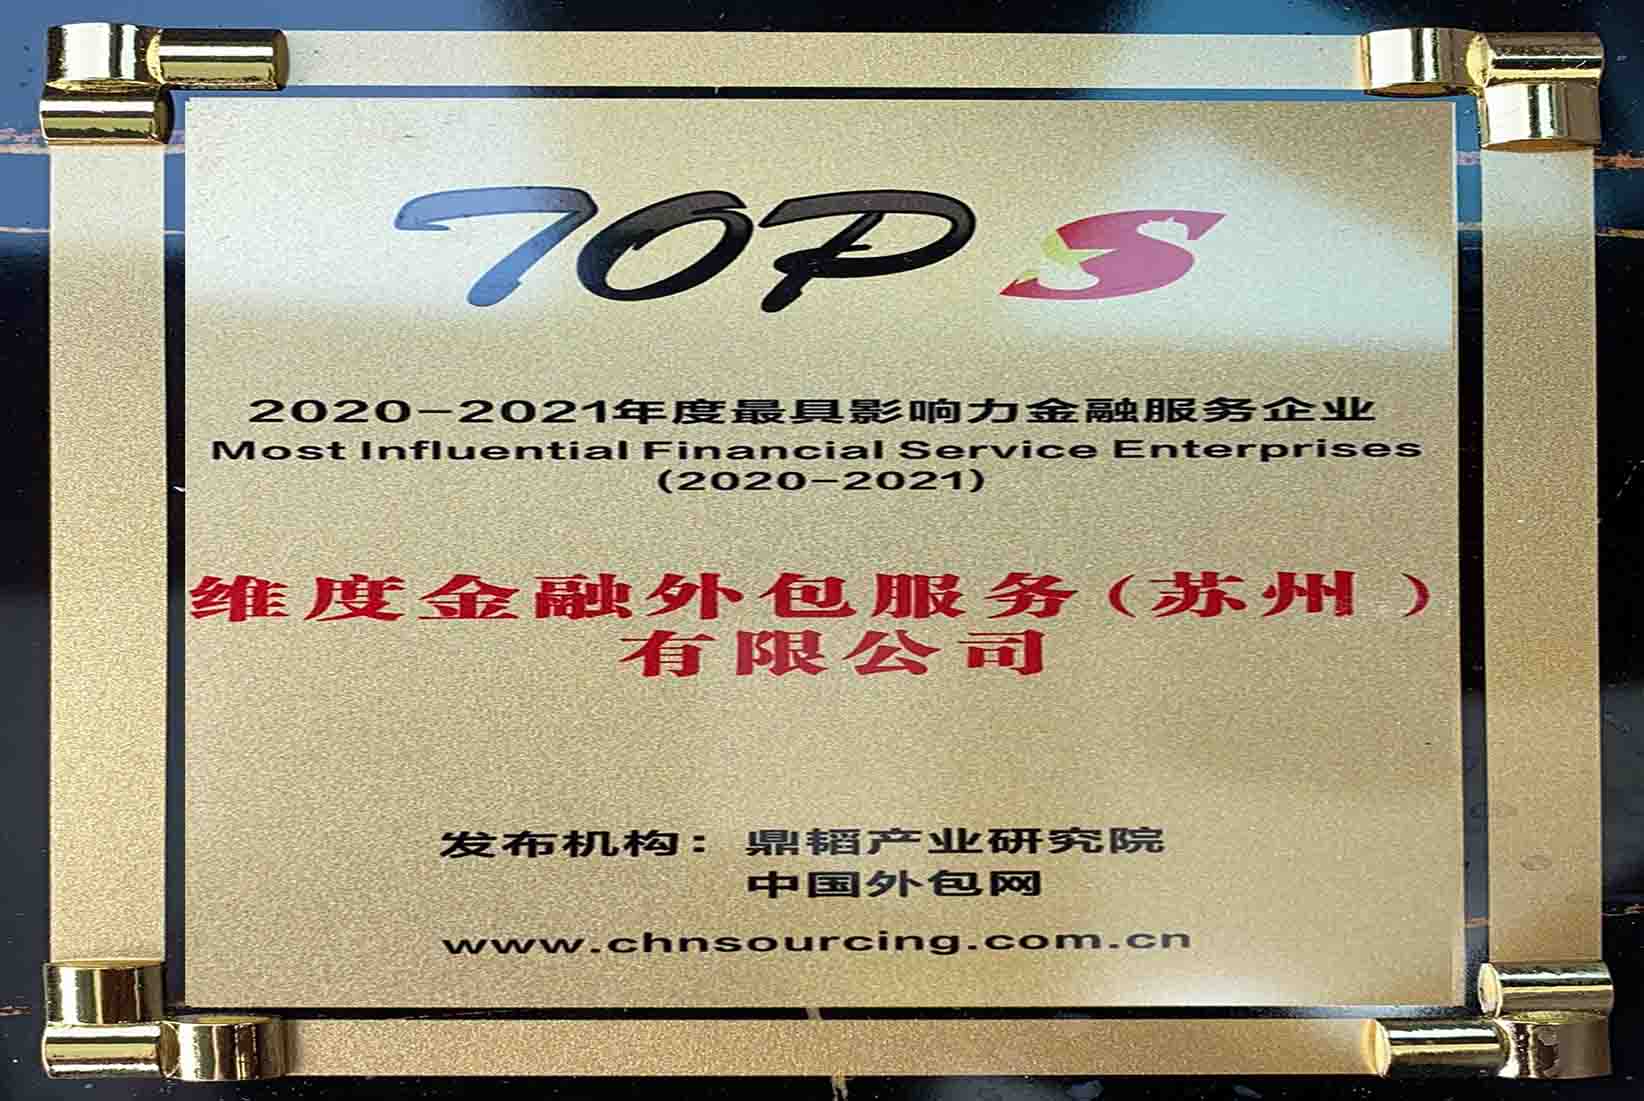 TOP S
2020-2021年度最具影响力金融服务企业
Most Influential Financial Service Enterprises
(2020-2021)
维度金融外包服务(苏州)
有限公司
发布机构：鼎韬产业研究院
中国外包网
www.chnsourcing.com.cn